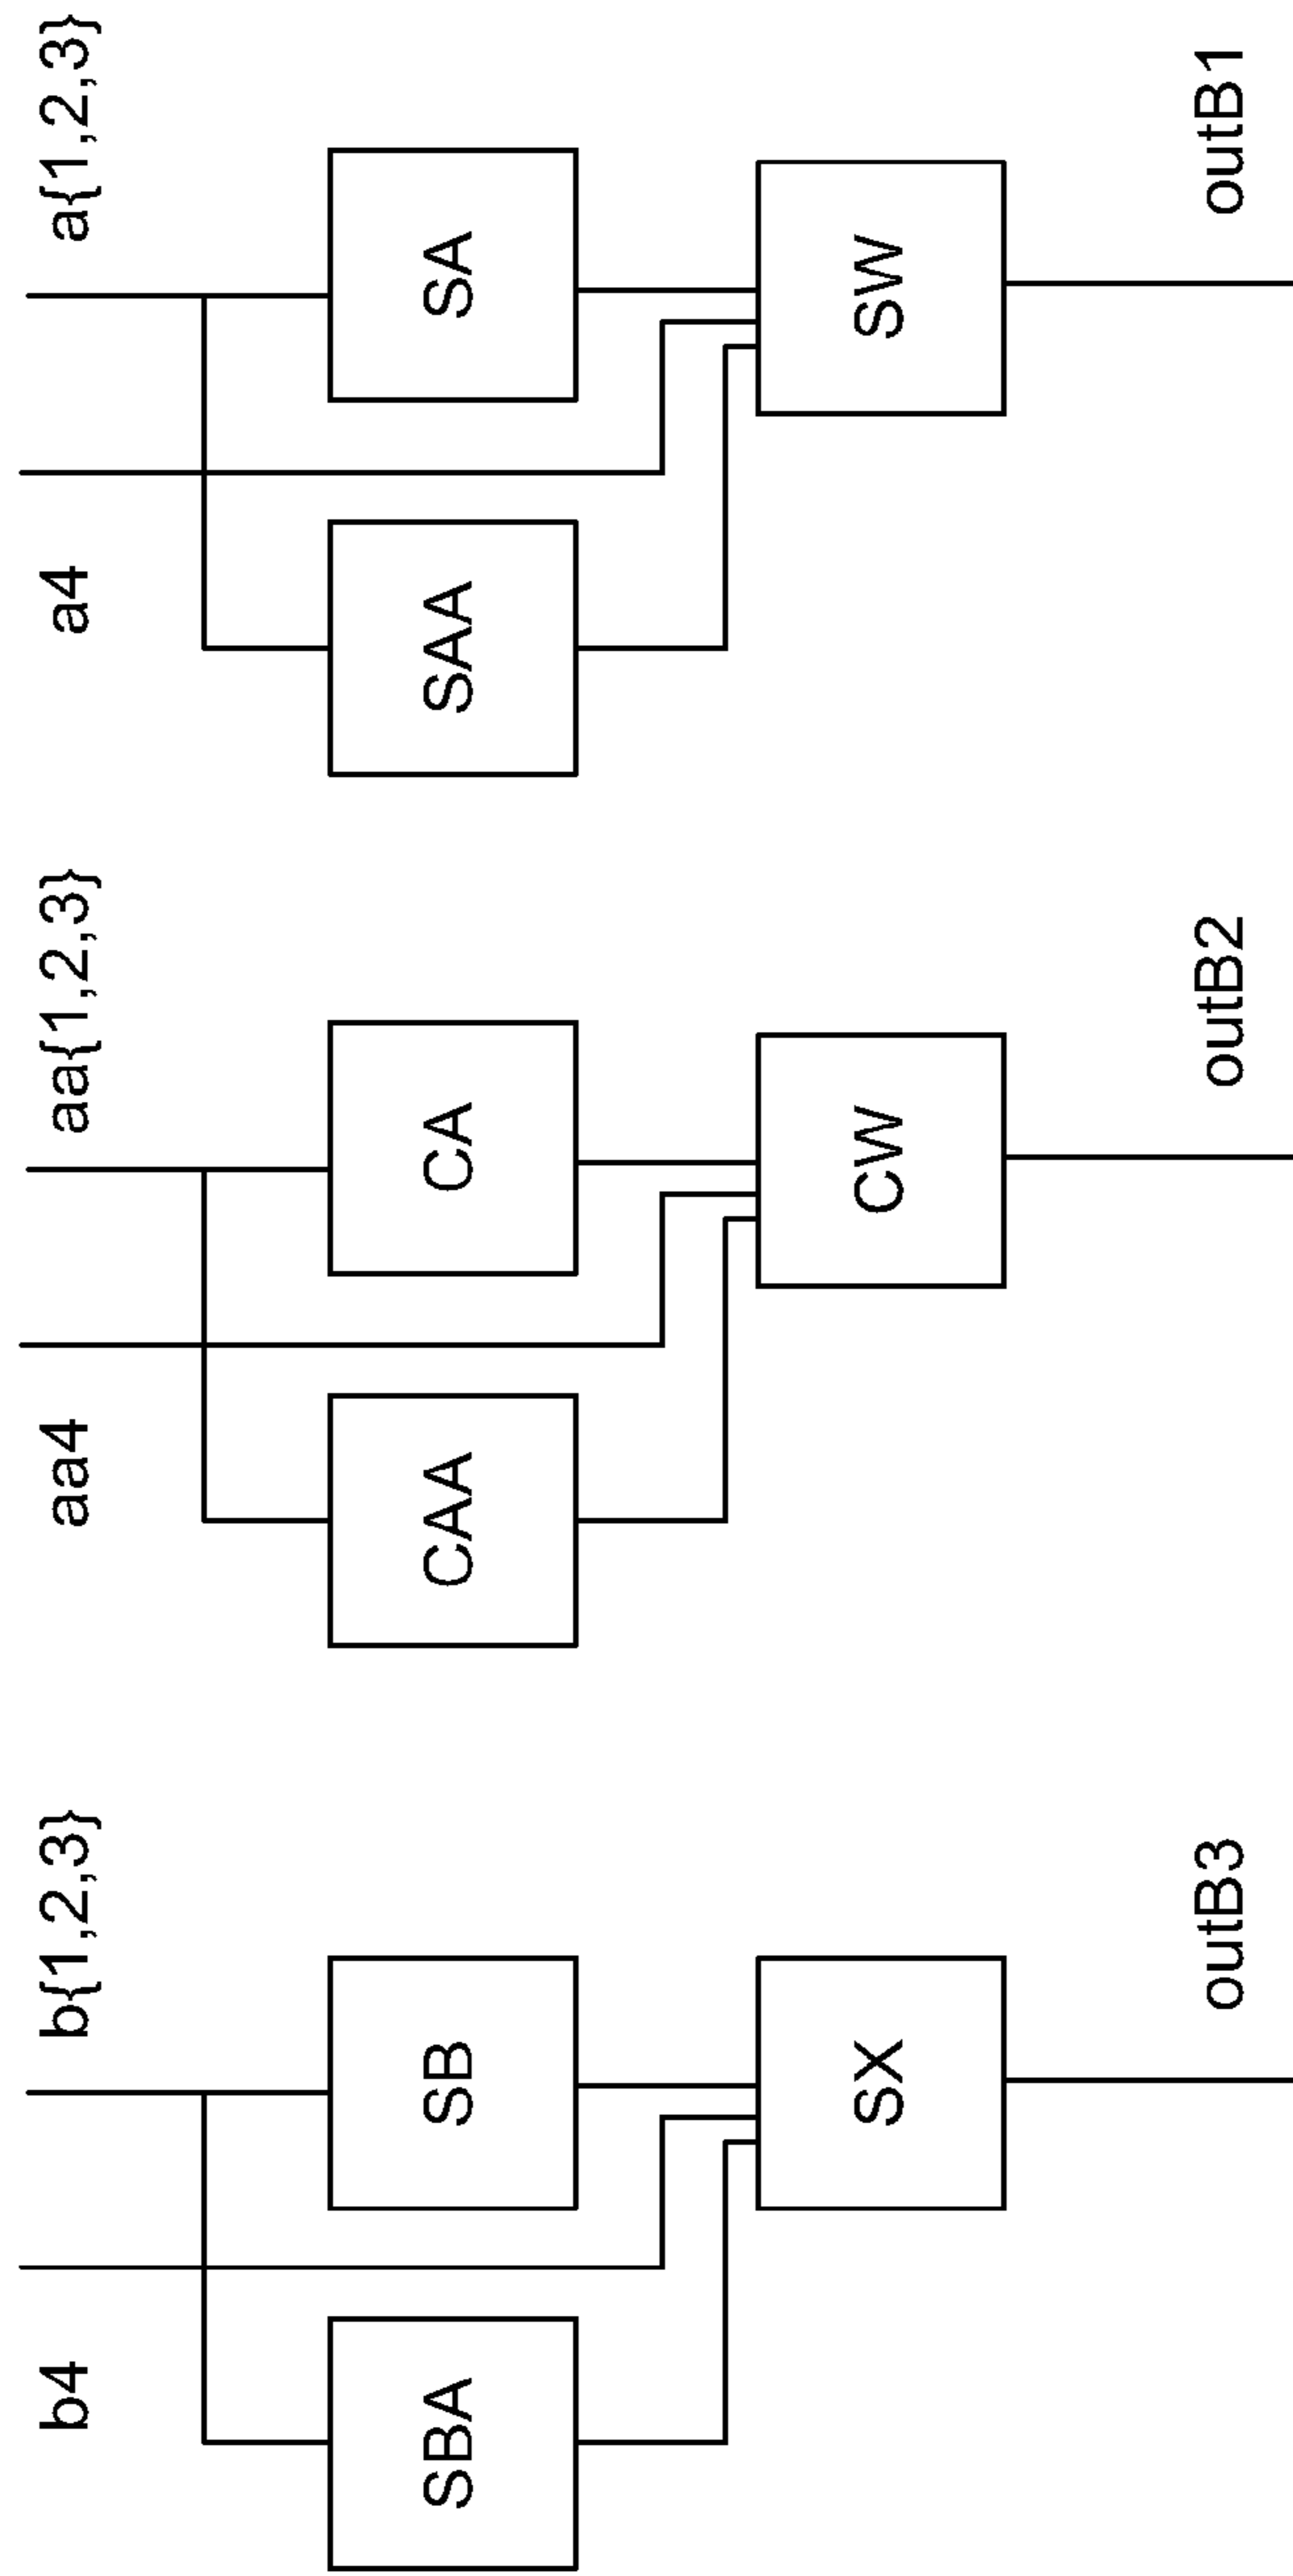 a{1,2,3}
a4
SA
SAA
SW
outB1
aa{1,2,3}
aa4
CA
CAA
CW
outB2
b{1,2,3}
b4
SB
SBA
SX
outB3